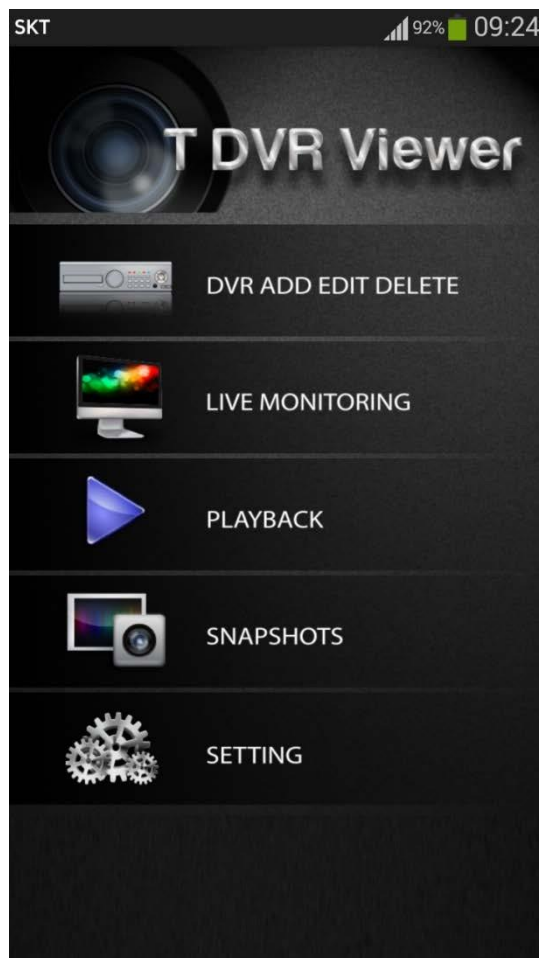 SKT 92% 09:24
T DVR Viewer
DVR ADD EDIT DELETE
LIVE MONITORING
PLAYBACK
SNAPSHOTS
SETTING